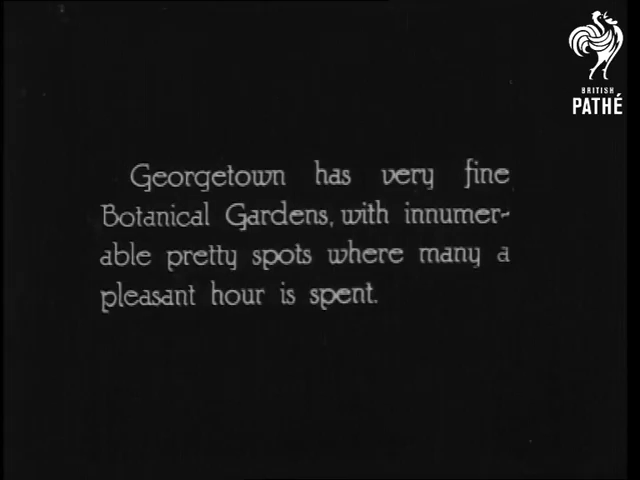 BRITISH
PATHÉ
Georgetown has very fine
Botanical Gardens, with innumer-
able pretty spots where many a
pleasant hour is spent.